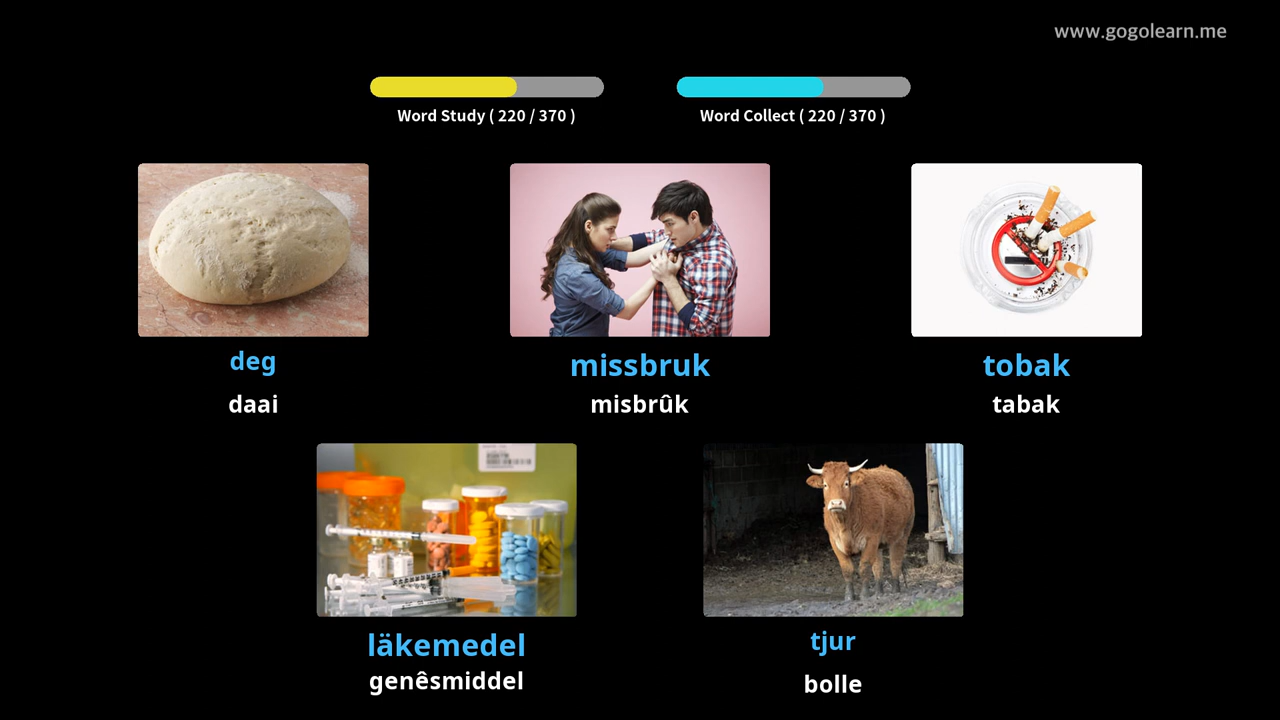 www.gogolearn.me
Word Study ( 220 / 370 )
Word Collect ( 220 / 370 )
deg
missbruk
tobak
daai
misbrûk
tabak
läkemedel
tjur
genêsmiddel
bolle